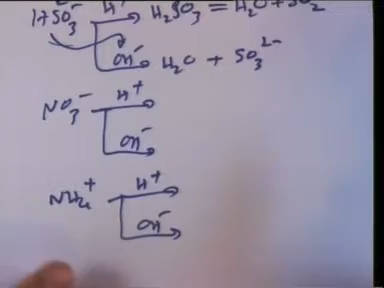 HSO₃⁻ H⁺ H₂SO₃ = H₂O + SO₂
OH⁻ H₂O + SO₃²⁻
NO₃⁻ H⁺
OH⁻
NH₄⁺ H⁺
OH⁻